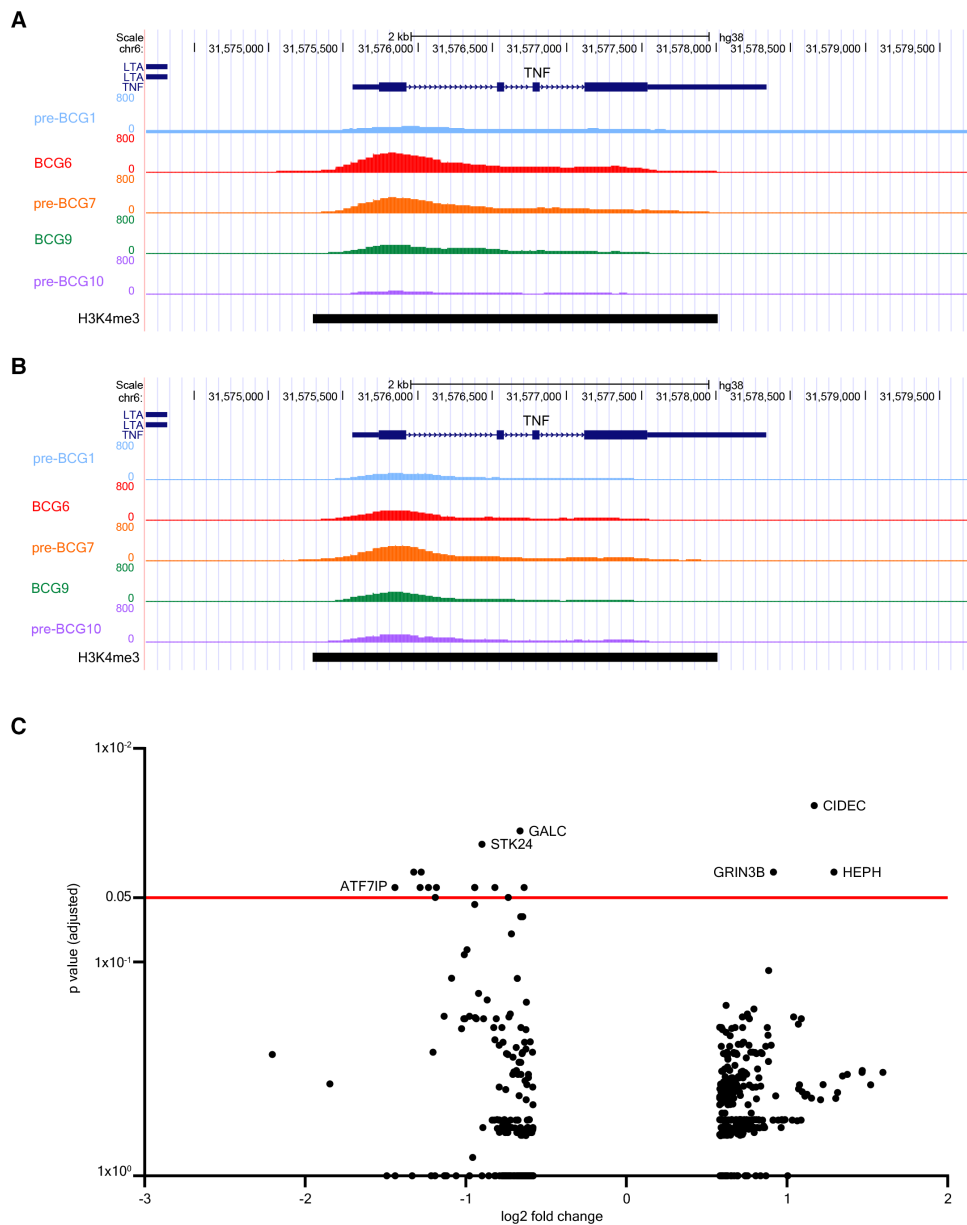 A
Scale 2 kb hg38
chr6: 31,575,000 31,575,500 31,576,000 31,576,500 31,577,000 31,577,500 31,578,000 31,578,500 31,579,000 31,579,500
LTA
LTA
TNF
TNF
800
pre-BCG1
0
800
BCG6
0
800
pre-BCG7
0
800
BCG9
0
800
pre-BCG10
0
H3K4me3
B
Scale 2 kb hg38
chr6: 31,575,000 31,575,500 31,576,000 31,576,500 31,577,000 31,577,500 31,578,000 31,578,500 31,579,000 31,579,500
LTA
LTA
TNF
TNF
800
pre-BCG1
0
800
BCG6
0
800
pre-BCG7
0
800
BCG9
0
800
pre-BCG10
0
H3K4me3
C
1x10⁻²
CIDEC
GALC
STK24
GRIN3B
HEPH
ATF7IP
0.05
p value (adjusted)
1x10⁻¹
1x10⁰
-3 -2 -1 0 1 2
log2 fold change